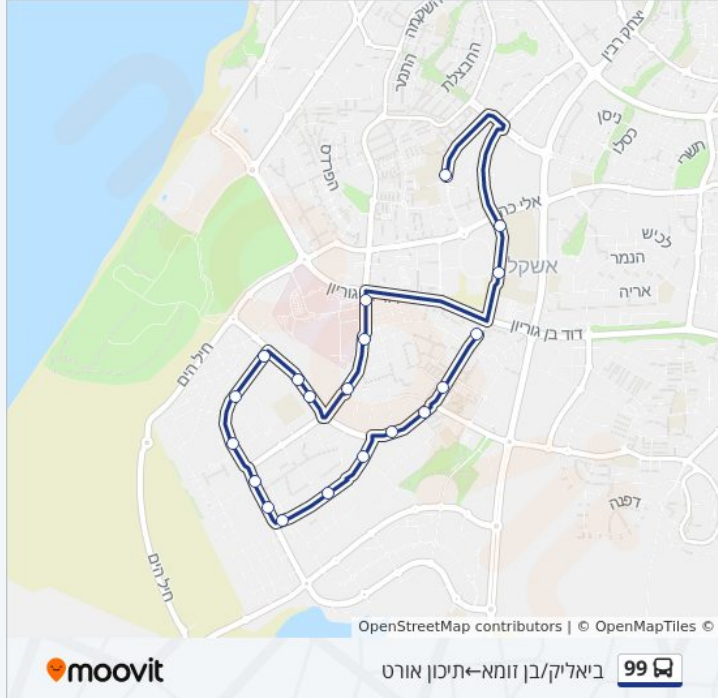 השקמה
יצחק רבין
החבצלת
התמר
ניסן
כסלו
תשרי
הפרדס
אלי כה
לכיש
הנמר
אשקל
אריה
גוריון
דוד בן גוריון
חיל הים
דפנה
חיל הים
OpenStreetMap contributors | © OpenMapTiles ©
moovit
ביאליק/בן זומא←תיכון אורט
99